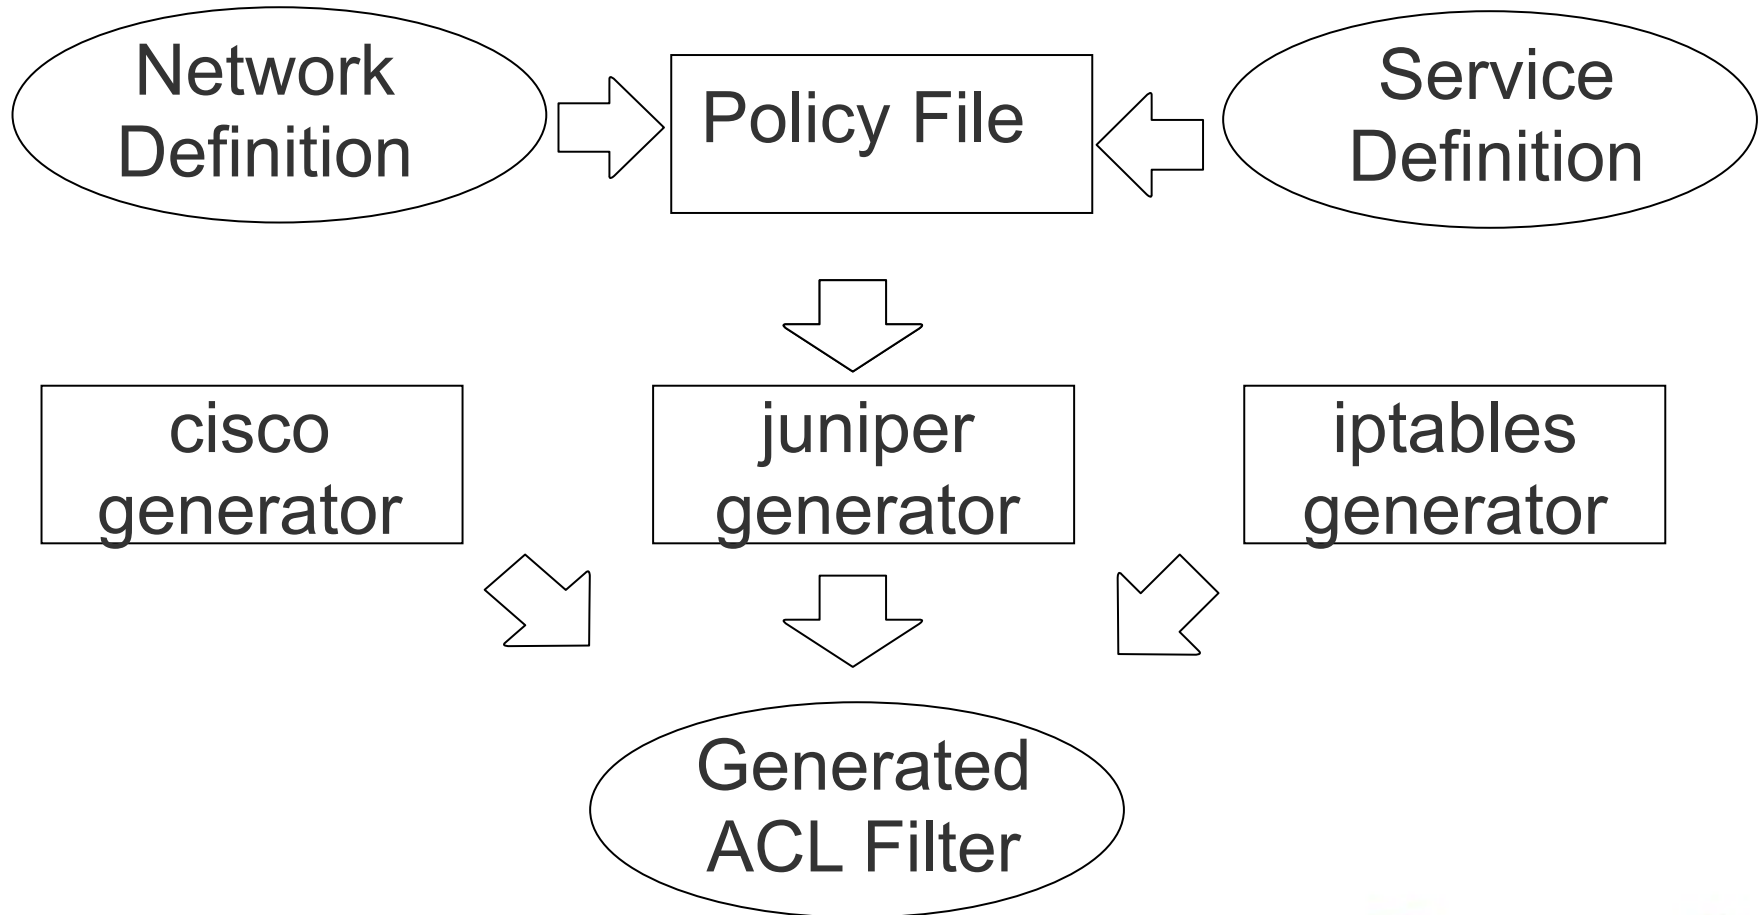 Network
Definition
Policy File
Service
Definition
cisco
generator
juniper
generator
iptables
generator
Generated
ACL Filter